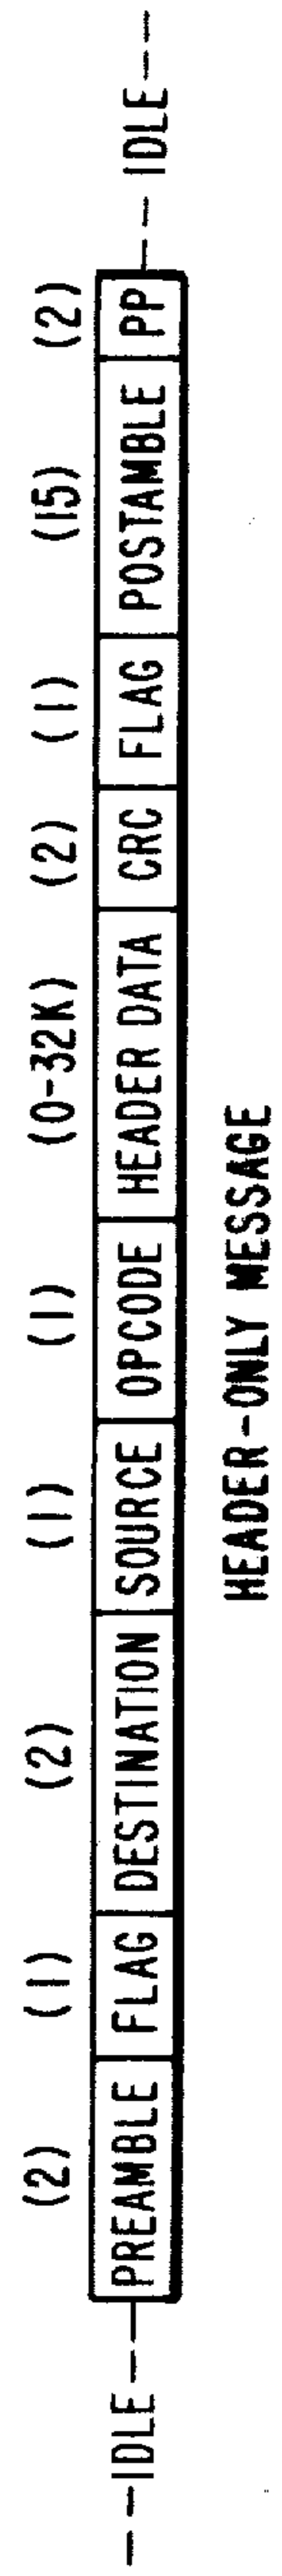 (2) (1) (2) (1) (1) (0-32K) (2) (1) (15) (2)
--IDLE-- PREAMBLE FLAG DESTINATION SOURCE OPCODE HEADER DATA CRC FLAG POSTAMBLE PP -- IDLE--
HEADER-ONLY MESSAGE